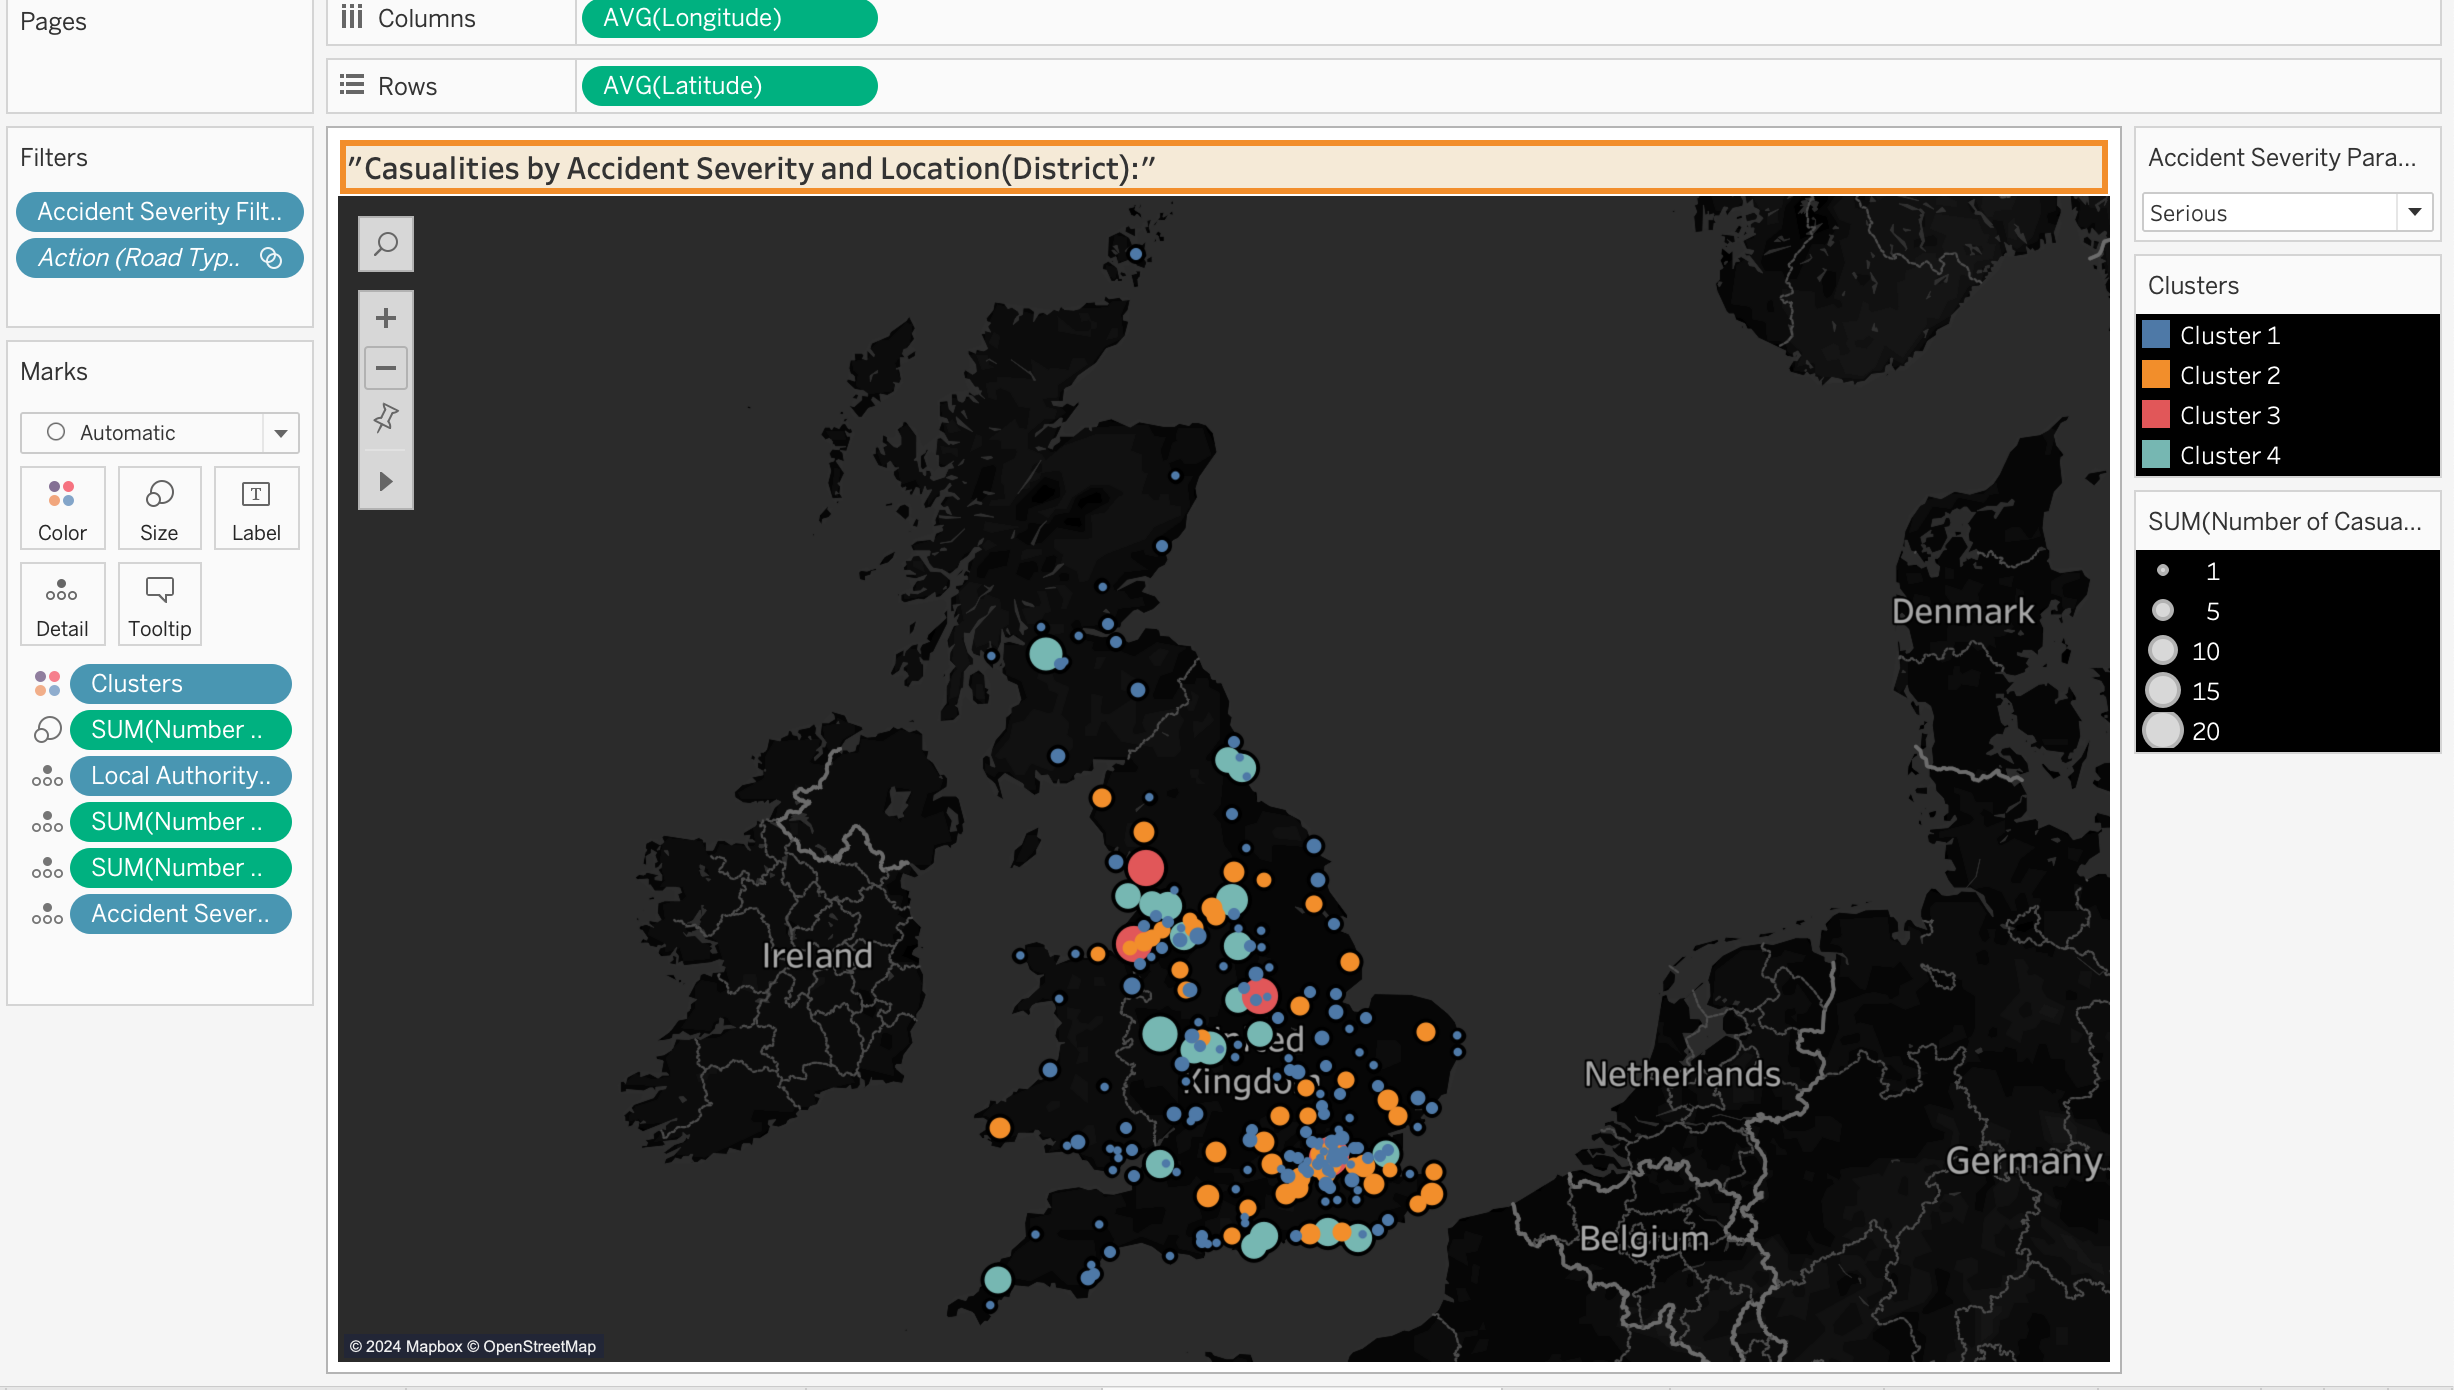 Pages
Columns
AVG(Longitude)
Rows
AVG(Latitude)
Filters
Accident Severity Filt..
Action (Road Typ..
Marks
Automatic
Color
Size
T
Label
Detail
Tooltip
Clusters
SUM(Number ..
Local Authority..
SUM(Number ..
SUM(Number ..
Accident Sever..
"Casualities by Accident Severity and Location(District):"
Denmark
Ireland
United
Kingdom
Netherlands
Germany
Belgium
© 2024 Mapbox © OpenStreetMap
Accident Severity Para...
Serious
Clusters
Cluster 1
Cluster 2
Cluster 3
Cluster 4
SUM(Number of Casua...
1
5
10
15
20